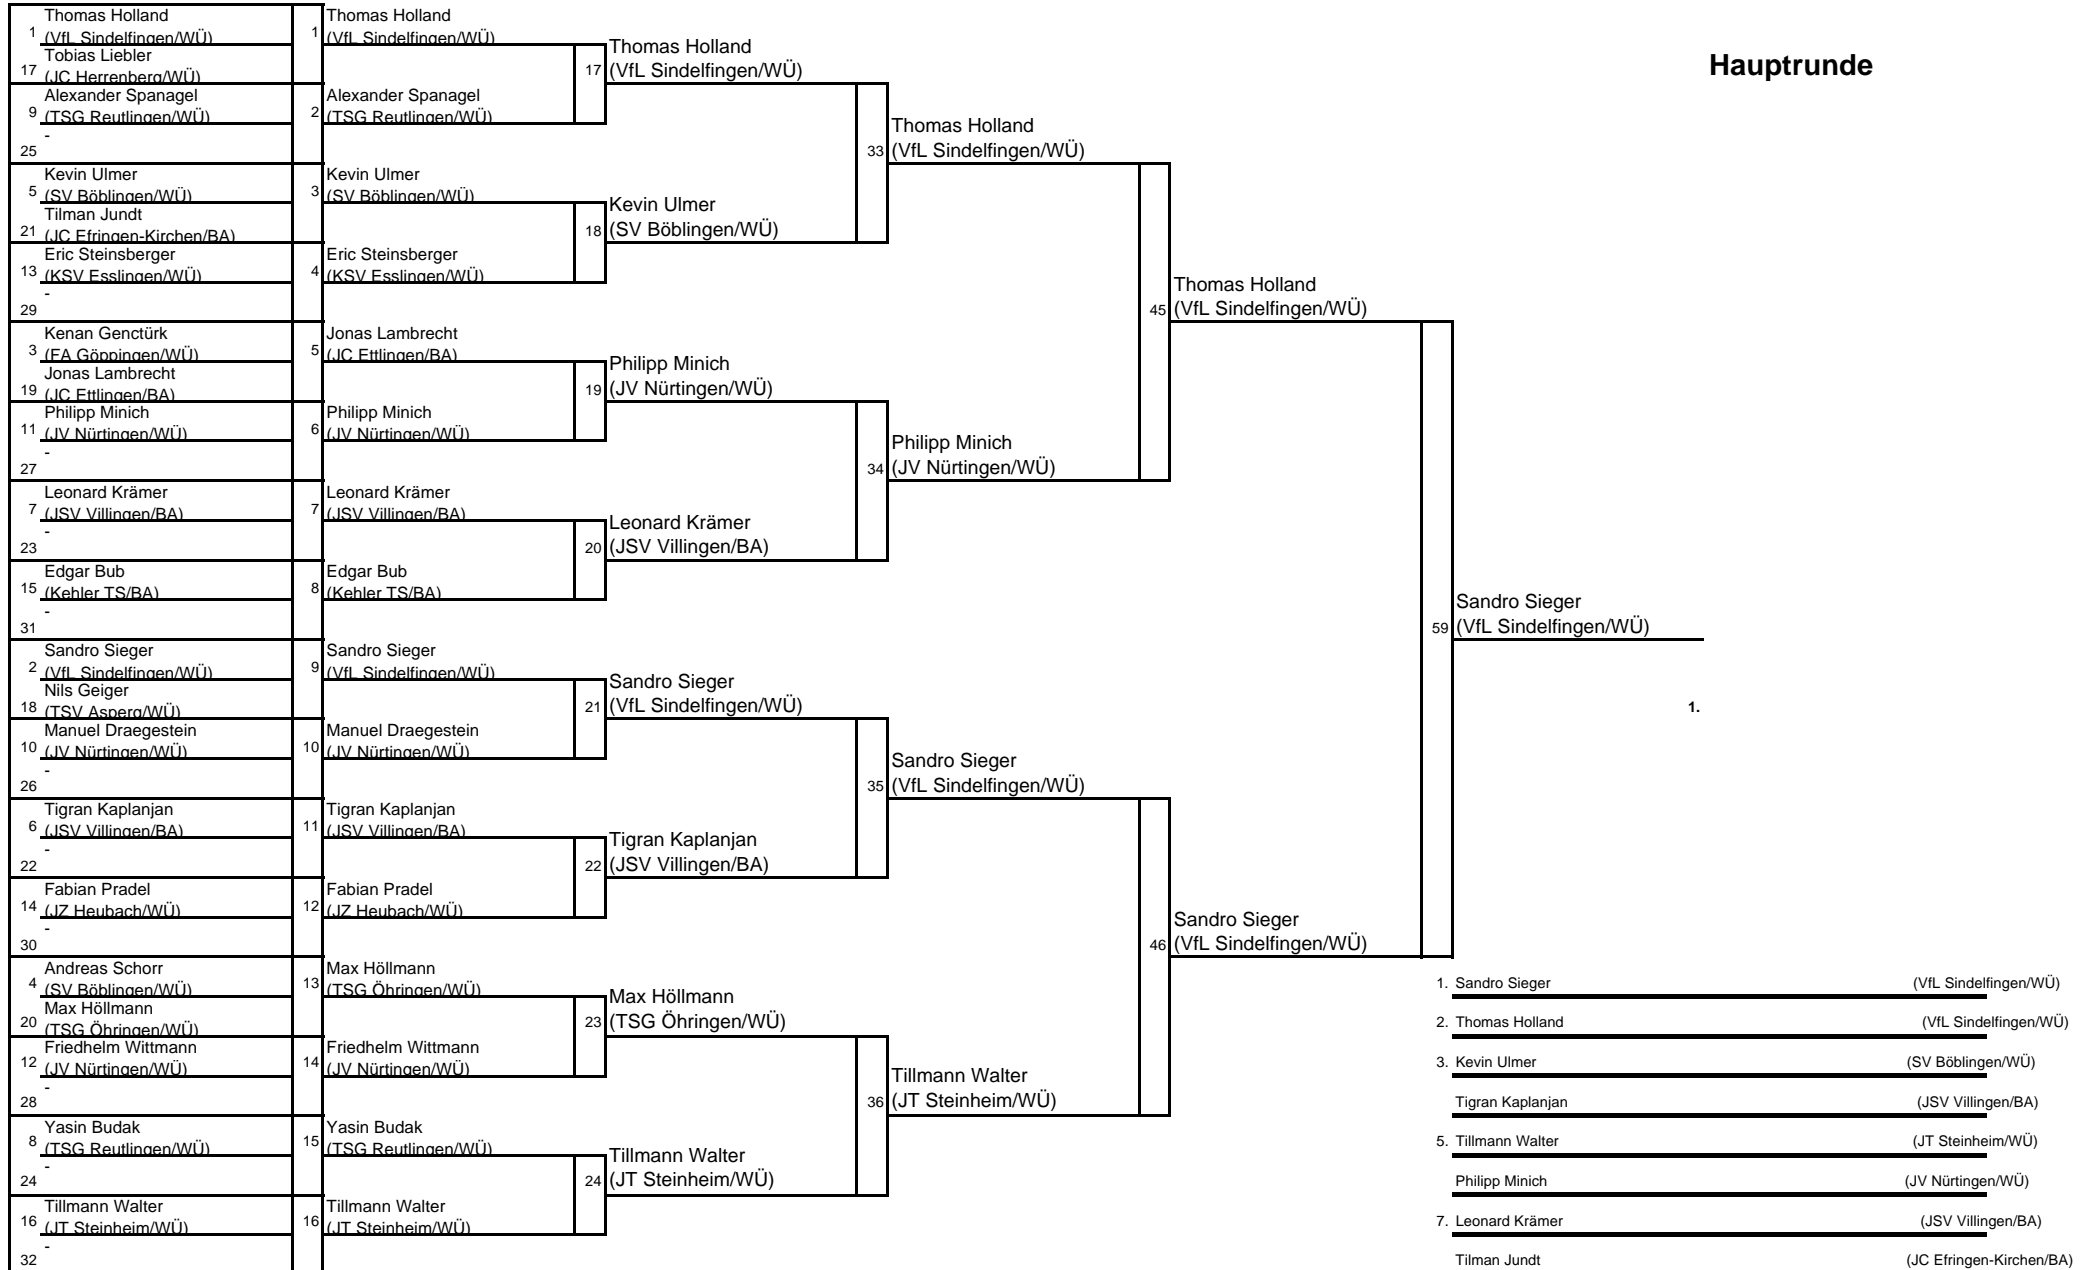 Hauptrunde
1 Thomas Holland
(VfL Sindelfingen/WÜ)
17 Tobias Liebler
(JC Herrenberg/WÜ)
9 Alexander Spanagel
(TSG Reutlingen/WÜ)
25 -
5 Kevin Ulmer
(SV Böblingen/WÜ)
21 Tilman Jundt
(JC Efringen-Kirchen/BA)
13 Eric Steinsberger
(KSV Esslingen/WÜ)
29 -
3 Kenan Genctürk
(FA Göppingen/WÜ)
19 Jonas Lambrecht
(JC Ettlingen/BA)
11 Philipp Minich
(JV Nürtingen/WÜ)
27 -
7 Leonard Krämer
(JSV Villingen/BA)
23 -
15 Edgar Bub
(Kehler TS/BA)
31 -
2 Sandro Sieger
(VfL Sindelfingen/WÜ)
18 Nils Geiger
(TSV Asperg/WÜ)
10 Manuel Draegestein
(JV Nürtingen/WÜ)
26 -
6 Tigran Kaplanjan
(JSV Villingen/BA)
22 -
14 Fabian Pradel
(JZ Heubach/WÜ)
30 -
4 Andreas Schorr
(SV Böblingen/WÜ)
20 Max Höllmann
(TSG Öhringen/WÜ)
12 Friedhelm Wittmann
(JV Nürtingen/WÜ)
28 -
8 Yasin Budak
(TSG Reutlingen/WÜ)
24 -
16 Tillmann Walter
(JT Steinheim/WÜ)
32 -
1 Thomas Holland
(VfL Sindelfingen/WÜ)
2 Alexander Spanagel
(TSG Reutlingen/WÜ)
3 Kevin Ulmer
(SV Böblingen/WÜ)
4 Eric Steinsberger
(KSV Esslingen/WÜ)
5 Jonas Lambrecht
(JC Ettlingen/BA)
6 Philipp Minich
(JV Nürtingen/WÜ)
7 Leonard Krämer
(JSV Villingen/BA)
8 Edgar Bub
(Kehler TS/BA)
9 Sandro Sieger
(VfL Sindelfingen/WÜ)
10 Manuel Draegestein
(JV Nürtingen/WÜ)
11 Tigran Kaplanjan
(JSV Villingen/BA)
12 Fabian Pradel
(JZ Heubach/WÜ)
13 Max Höllmann
(TSG Öhringen/WÜ)
14 Friedhelm Wittmann
(JV Nürtingen/WÜ)
15 Yasin Budak
(TSG Reutlingen/WÜ)
16 Tillmann Walter
(JT Steinheim/WÜ)
Thomas Holland
17 (VfL Sindelfingen/WÜ)
Kevin Ulmer
18 (SV Böblingen/WÜ)
Philipp Minich
19 (JV Nürtingen/WÜ)
Leonard Krämer
20 (JSV Villingen/BA)
Sandro Sieger
21 (VfL Sindelfingen/WÜ)
Tigran Kaplanjan
22 (JSV Villingen/BA)
Max Höllmann
23 (TSG Öhringen/WÜ)
Tillmann Walter
24 (JT Steinheim/WÜ)
Thomas Holland
33 (VfL Sindelfingen/WÜ)
Philipp Minich
34 (JV Nürtingen/WÜ)
Sandro Sieger
35 (VfL Sindelfingen/WÜ)
Tillmann Walter
36 (JT Steinheim/WÜ)
Thomas Holland
45 (VfL Sindelfingen/WÜ)
Sandro Sieger
46 (VfL Sindelfingen/WÜ)
Sandro Sieger
59 (VfL Sindelfingen/WÜ)
1.
1. Sandro Sieger (VfL Sindelfingen/WÜ)
2. Thomas Holland (VfL Sindelfingen/WÜ)
3. Kevin Ulmer (SV Böblingen/WÜ)
Tigran Kaplanjan (JSV Villingen/BA)
5. Tillmann Walter (JT Steinheim/WÜ)
Philipp Minich (JV Nürtingen/WÜ)
7. Leonard Krämer (JSV Villingen/BA)
Tilman Jundt (JC Efringen-Kirchen/BA)